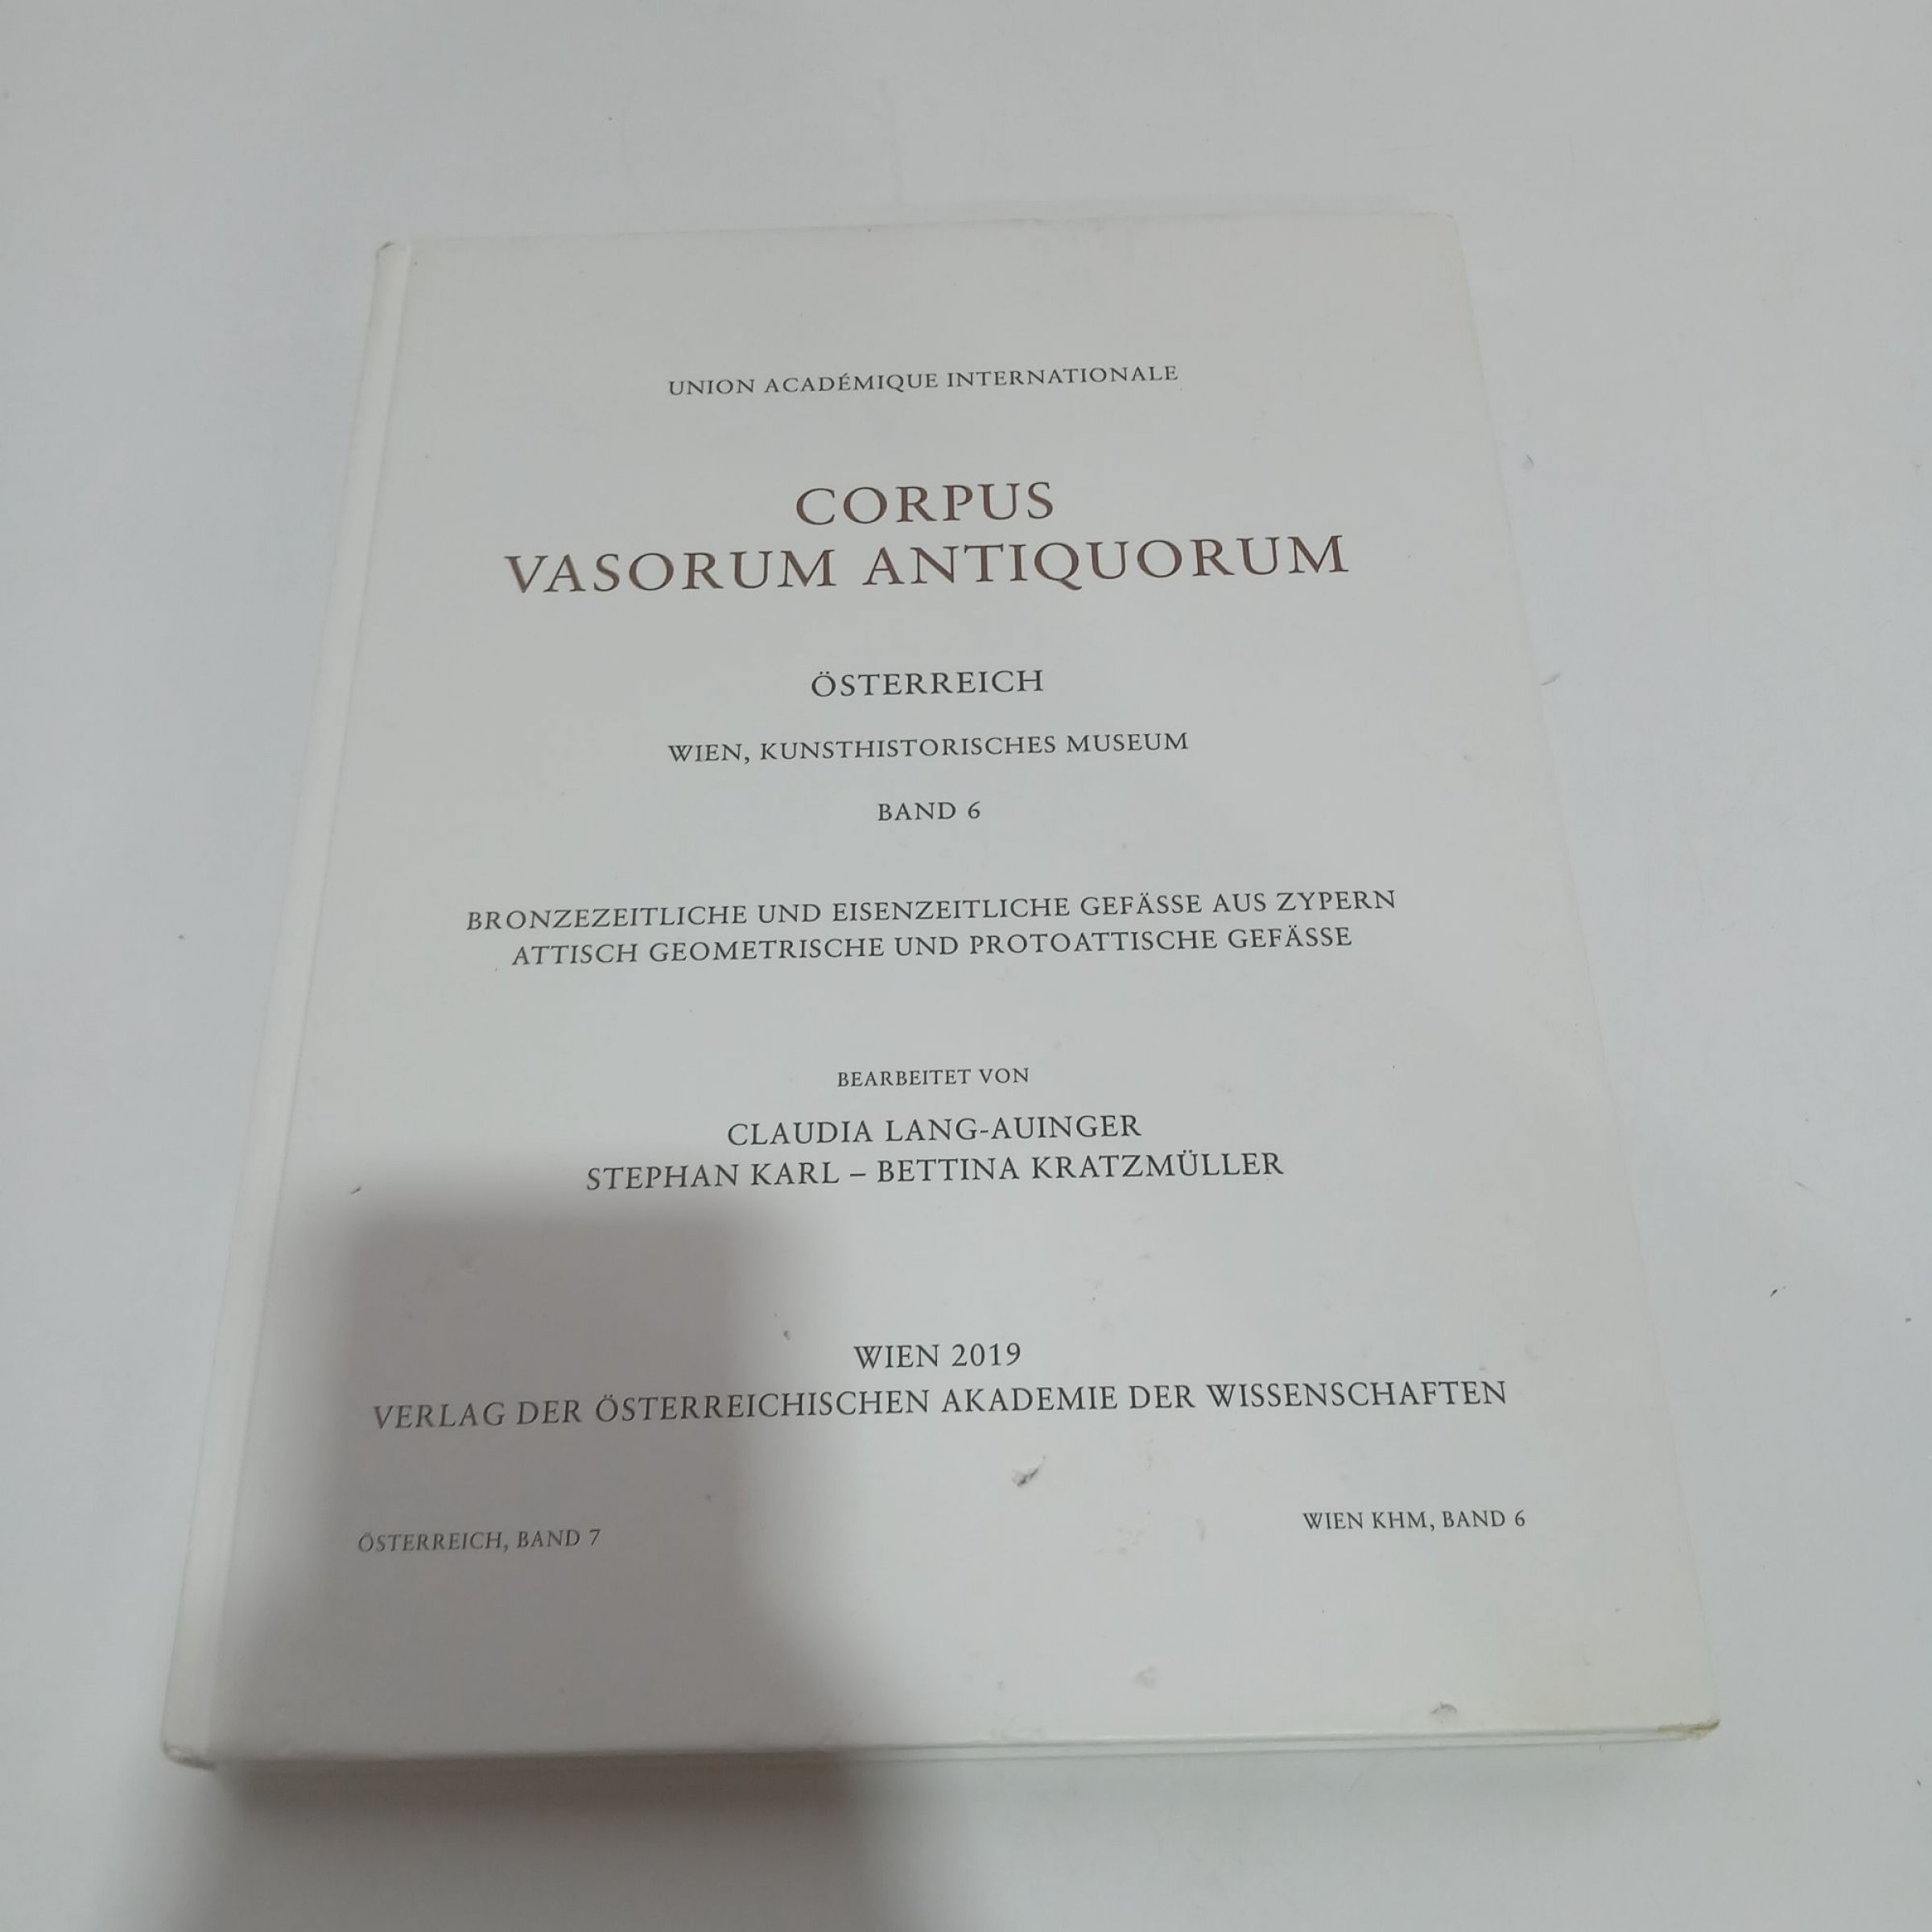 UNION ACADÉMIQUE INTERNATIONALE
CORPUS
VASORUM ANTIQUORUM
ÖSTERREICH
WIEN, KUNSTHISTORISCHES MUSEUM
BAND 6
BRONZEZEITLICHE UND EISENZEITLICHE GEFÄSSE AUS ZYPERN
ATTISCH GEOMETRISCHE UND PROTOATTISCHE GEFÄSSE
BEARBEITET VON
CLAUDIA LANG-AUINGER
STEPHAN KARL – BETTINA KRATZMÜLLER
WIEN 2019
VERLAG DER ÖSTERREICHISCHEN AKADEMIE DER WISSENSCHAFTEN
ÖSTERREICH, BAND 7
WIEN KHM, BAND 6